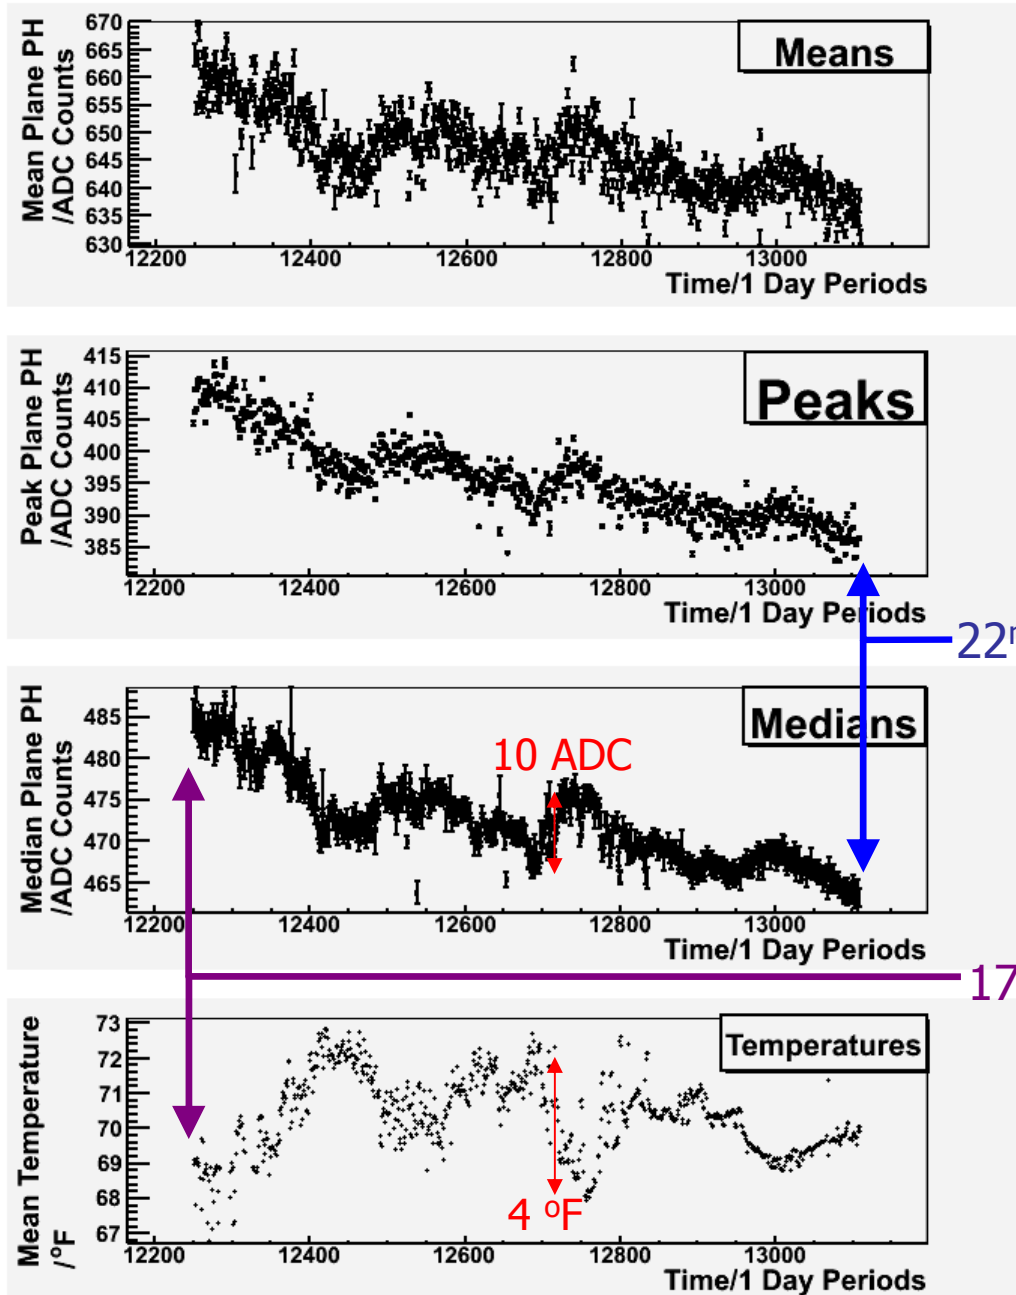 Means
Mean Plane PH
/ADC Counts
670
665
660
655
650
645
640
635
630
12200 12400 12600 12800 13000
Time/1 Day Periods
Peaks
Peak Plane PH
/ADC Counts
415
410
405
400
395
390
385
12200 12400 12600 12800 13000
Time/1 Day Periods
22
Medians
Median Plane PH
/ADC Counts
485
480
475
470
465
10 ADC
12200 12400 12600 12800 13000
Time/1 Day Periods
17
Temperatures
Mean Temperature
/°F
73
72
71
70
69
68
67
4 °F
12200 12400 12600 12800 13000
Time/1 Day Periods